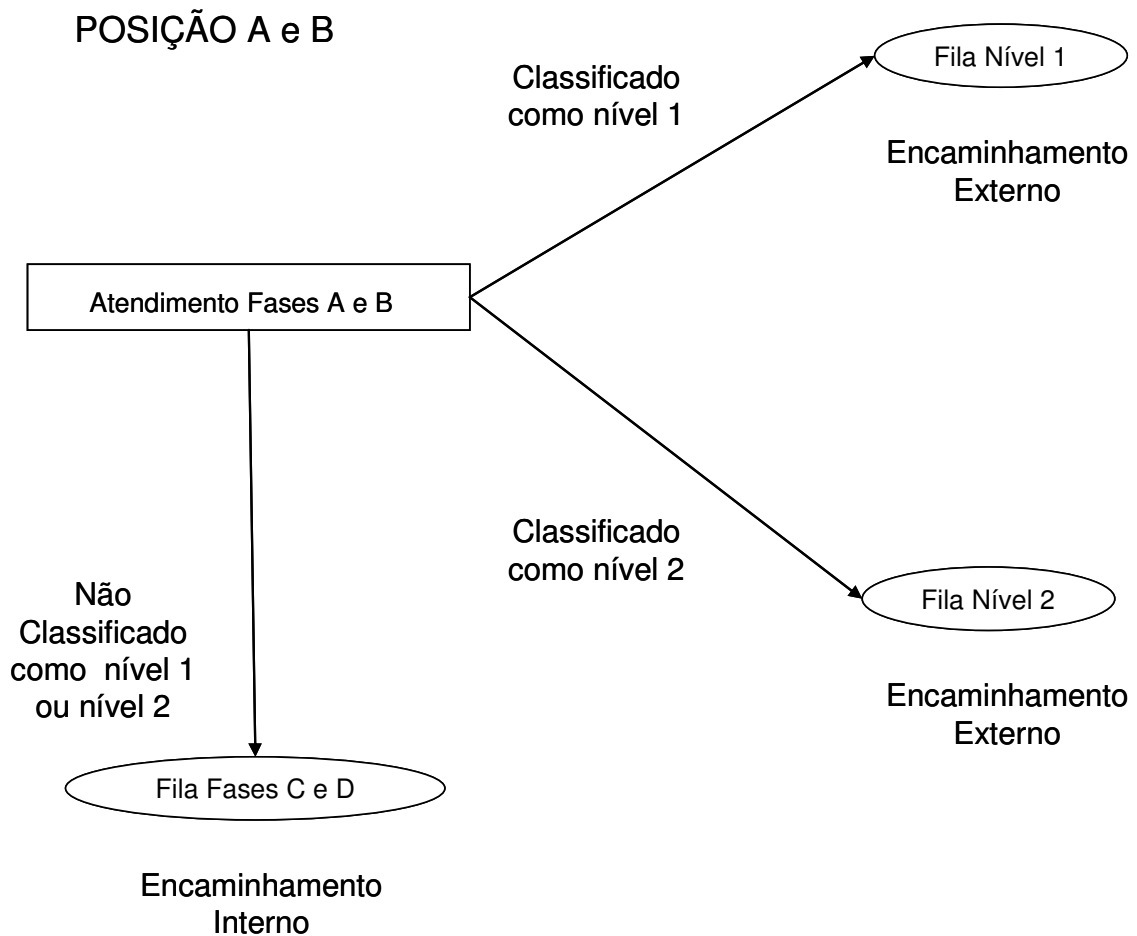 POSIÇÃO A e B
Classificado
como nível 1
Fila Nível 1
Encaminhamento
Externo
Atendimento Fases A e B
Classificado
como nível 2
Fila Nível 2
Encaminhamento
Externo
Não
Classificado
como nível 1
ou nível 2
Fila Fases C e D
Encaminhamento
Interno